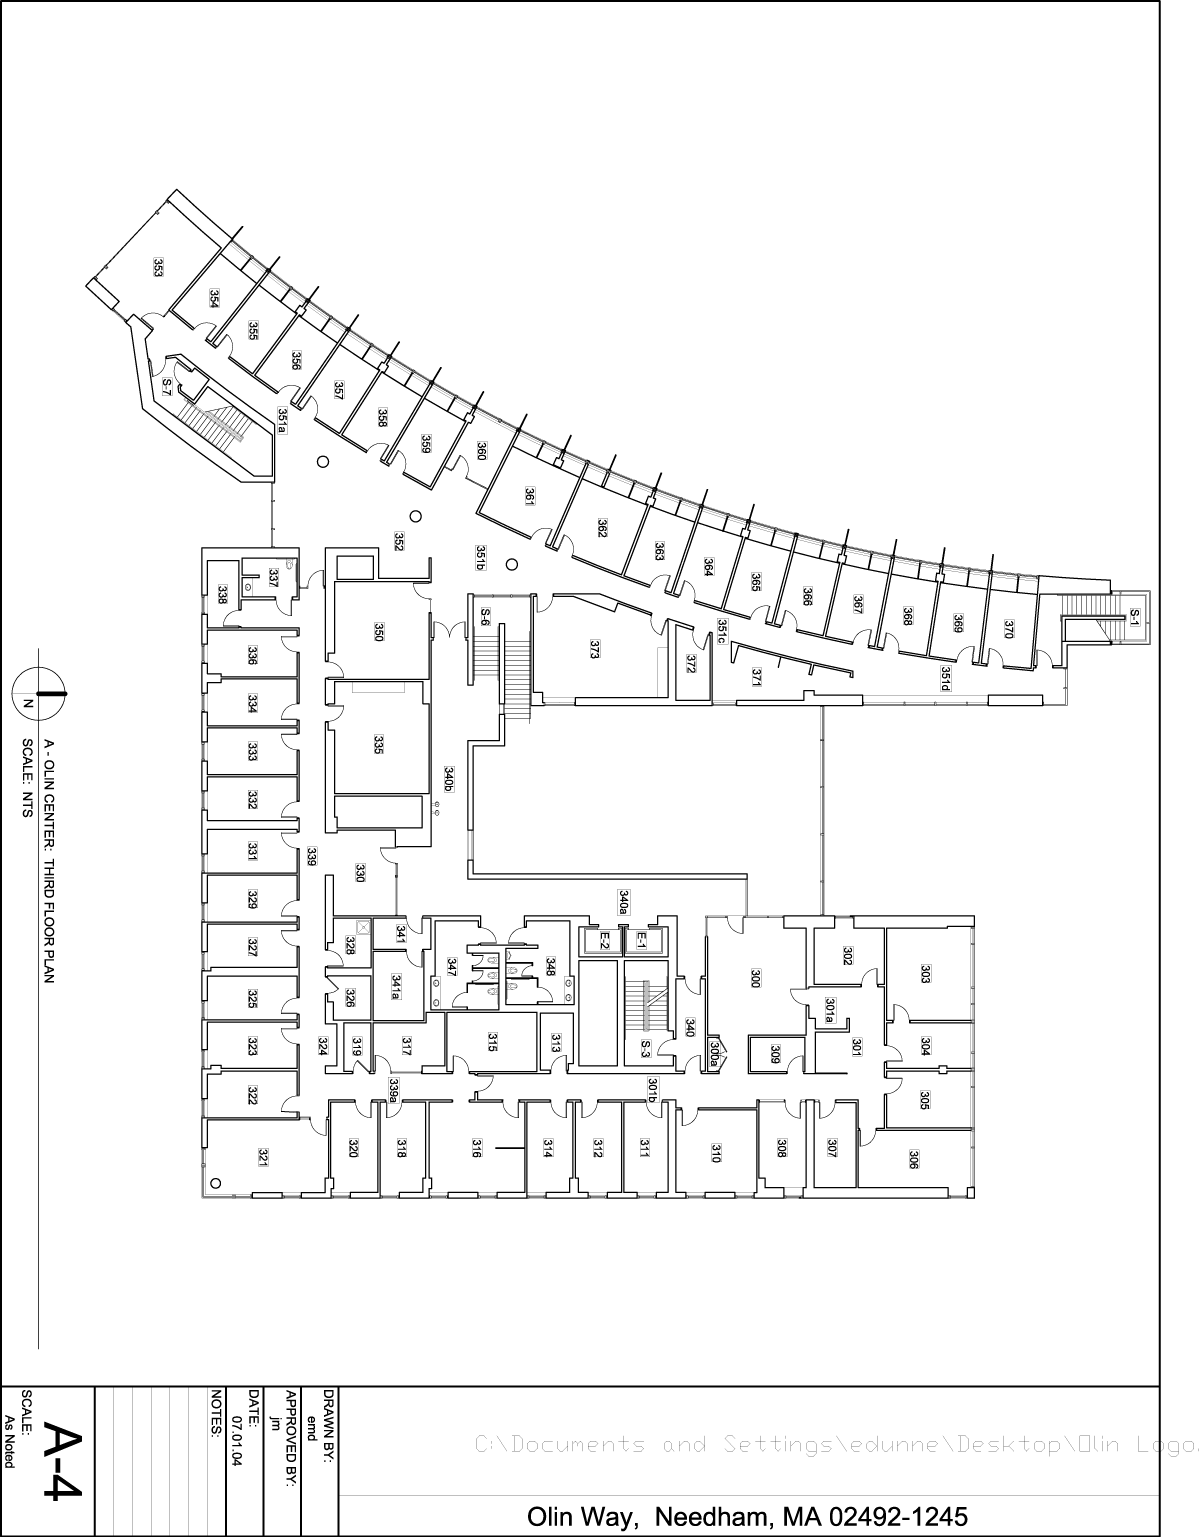 353
354
355
356
357
358
359
360
361
362
363
364
365
366
367
368
369
370
S-1
S-7
351a
352
351b
351c
351d
S-6
373
372
371
337
338
350
336
334
335
333
332
340b
331
339
330
329
327
328
341
341a
347
348
340a
E-2
E-1
300
302
303
301a
301
304
305
306
309
300a
340
S-3
325
326
323
324
319
317
315
313
322
339a
301b
321
320
318
316
314
312
311
310
308
307
N
A - OLIN CENTER: THIRD FLOOR PLAN
SCALE: NTS
DRAWN BY:
emd
APPROVED BY:
jm
DATE:
07.01.04
NOTES:
A-4
SCALE:
As Noted
C:\Documents and Settings\edunne\Desktop\Olin Logo.
Olin Way, Needham, MA 02492-1245